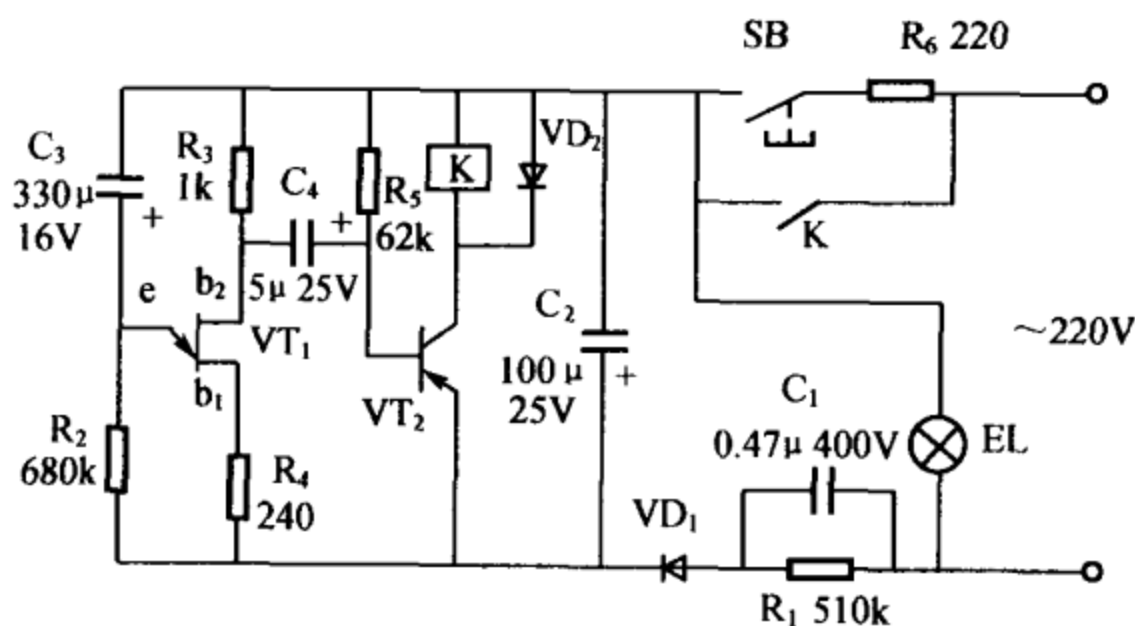 SB
R₆ 220
C₃
330μ
16V
+
R₃
1k
C₄
+
R₅
62k
K
VD₂
K
e
b₂
5μ 25V
VT₁
b₁
VT₂
C₂
100μ
25V
+
~220V
C₁
0.47μ 400V
EL
R₂
680k
R₄
240
VD₁
R₁ 510k